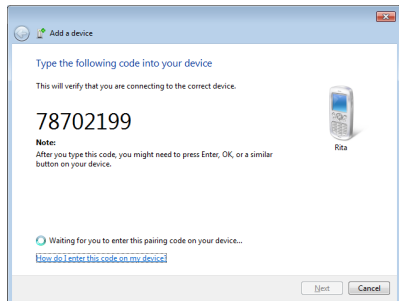 Add a device
Type the following code into your device
This will verify that you are connecting to the correct device.
78702199
Note:
After you type this code, you might need to press Enter, OK, or a similar
button on your device.
Rita
Waiting for you to enter this pairing code on your device...
How do I enter this code on my device?
Next Cancel